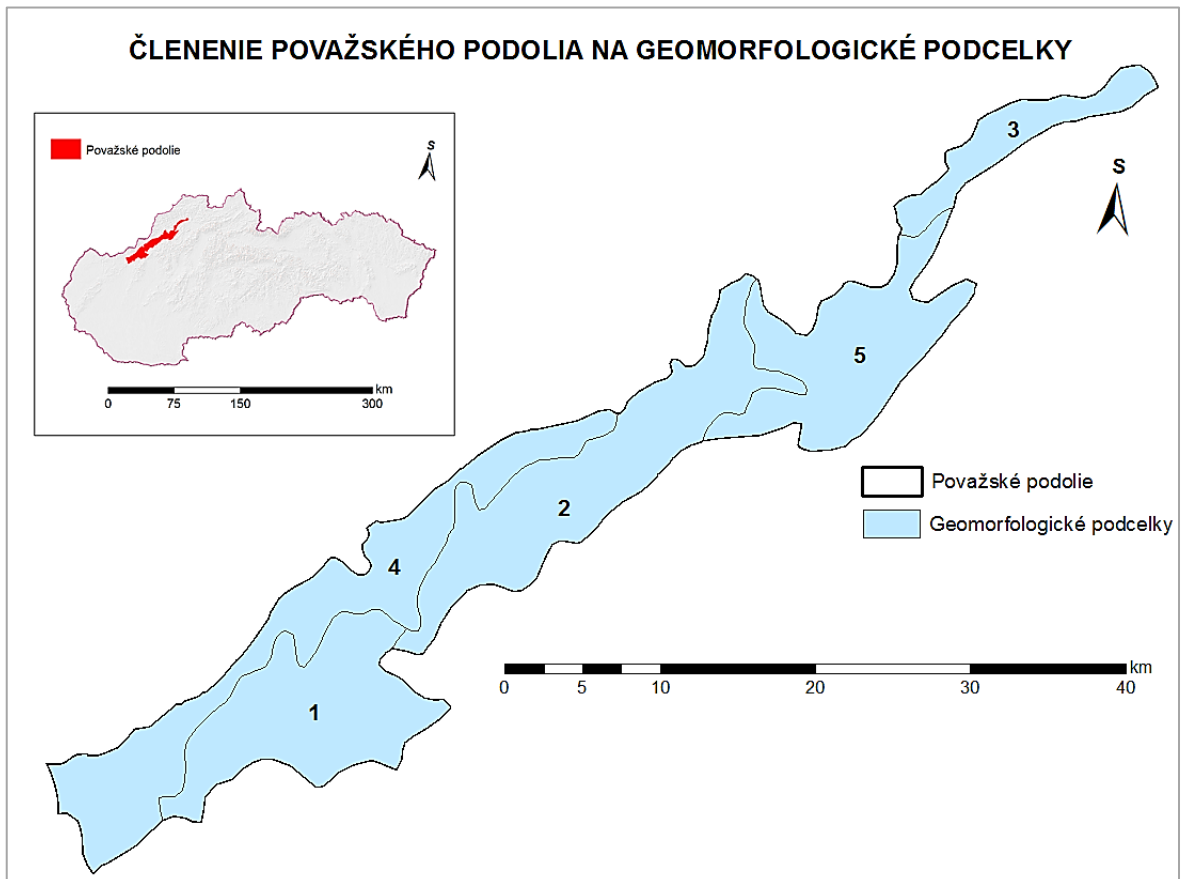 ČLENENIE POVAŽSKÉHO PODOLIA NA GEOMORFOLOGICKÉ PODCELKY
Považské podolie
S
km
0 75 150 300
3
S
5
2
4
1
Považské podolie
Geomorfologické podcelky
km
0 5 10 20 30 40